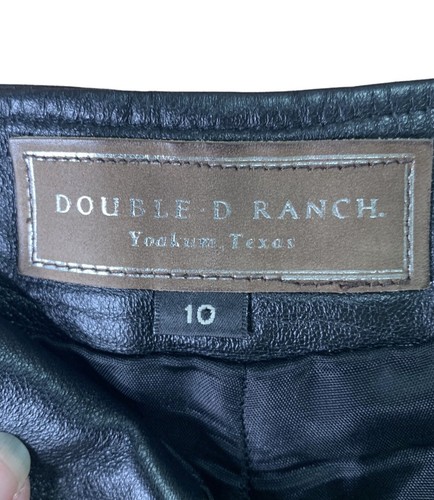 DOUBLE D RANCH.
Yoakum, Texas
10